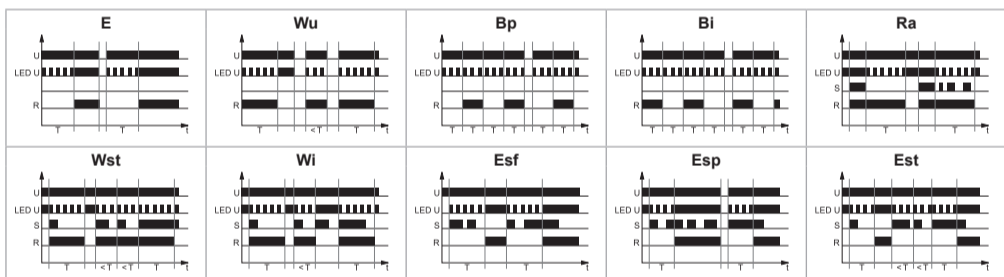 E Wu Bp Bi Ra
U U U U U
LED U LED U LED U LED U LED U
S
R R R R R
T T t T <T t T T T T T T t T T T T T T T t T T t
Wst Wi Esf Esp Est
U U U U U
LED U LED U LED U LED U LED U
S S S S S
R R R R R
T <T <T T t T <T t T T t T T t T <T <T T t